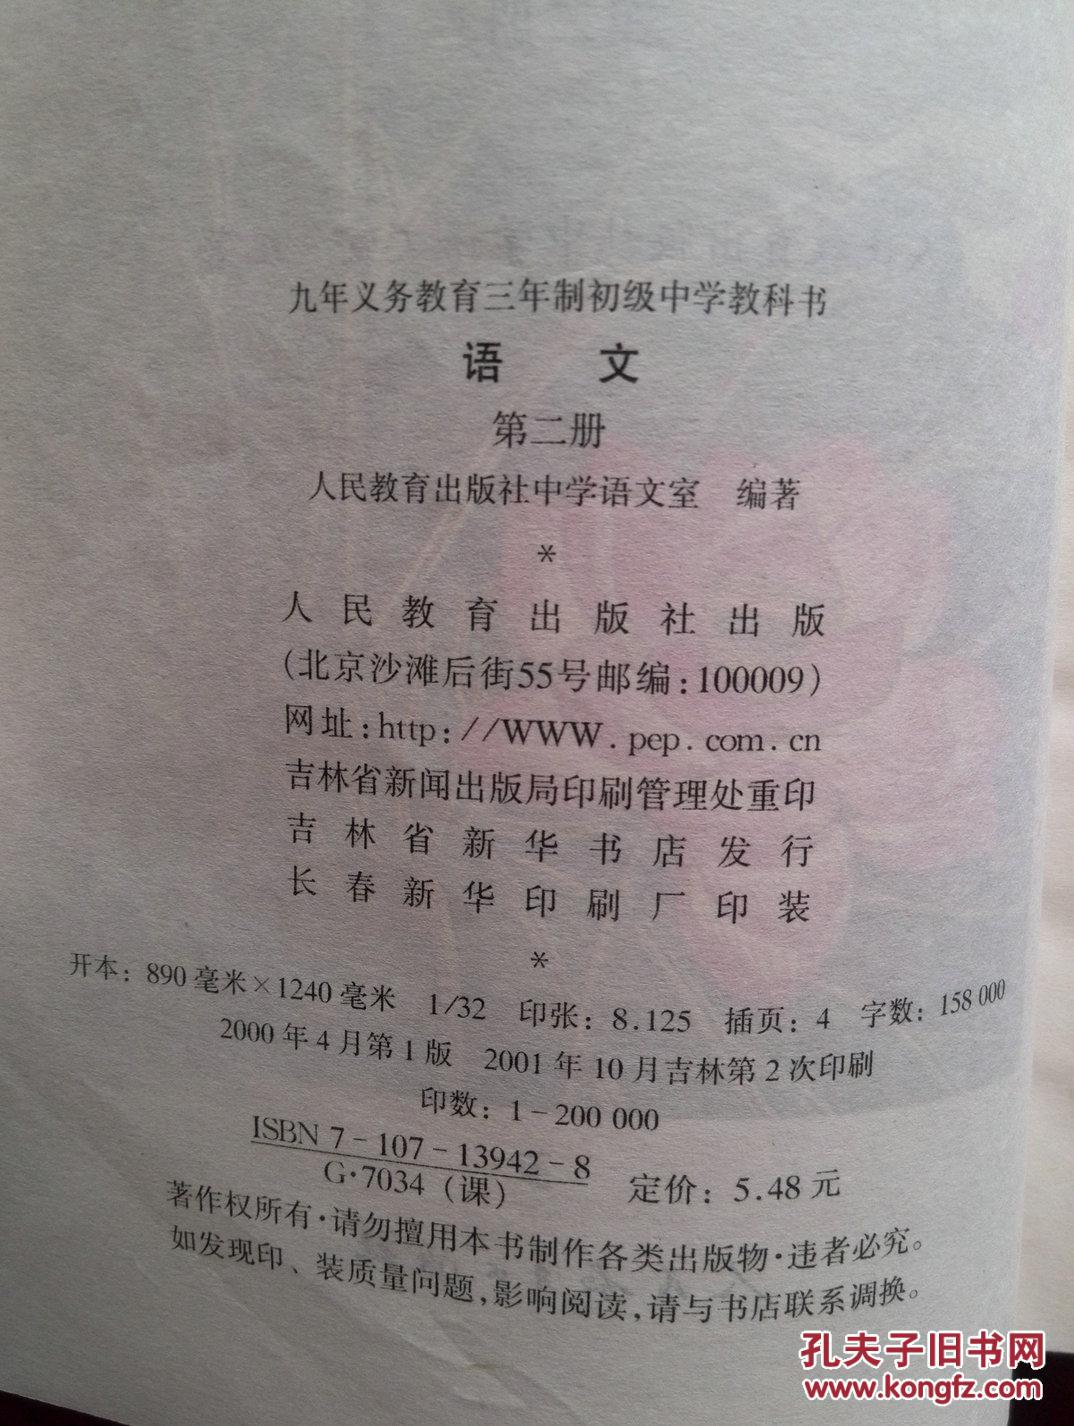 九年义务教育三年制初级中学教科书
语 文
第二册
人民教育出版社中学语文室 编著
*
人民教育出版社出版
(北京沙滩后街55号邮编:100009)
网址:http://WWW.pep.com.cn
吉林省新闻出版局印刷管理处重印
吉林省新华书店发行
长春新华印刷厂印装
*
开本: 890毫米×1240毫米 1/32 印张: 8.125 插页: 4 字数: 158 000
2000年4月第1版 2001年10月吉林第2次印刷
印数: 1-200 000
ISBN 7-107-13942-8
G·7034(课) 定价: 5.48元
著作权所有·请勿擅用本书制作各类出版物·违者必究。
如发现印、装质量问题,影响阅读,请与书店联系调换。
孔夫子旧书网
www.kongfz.com